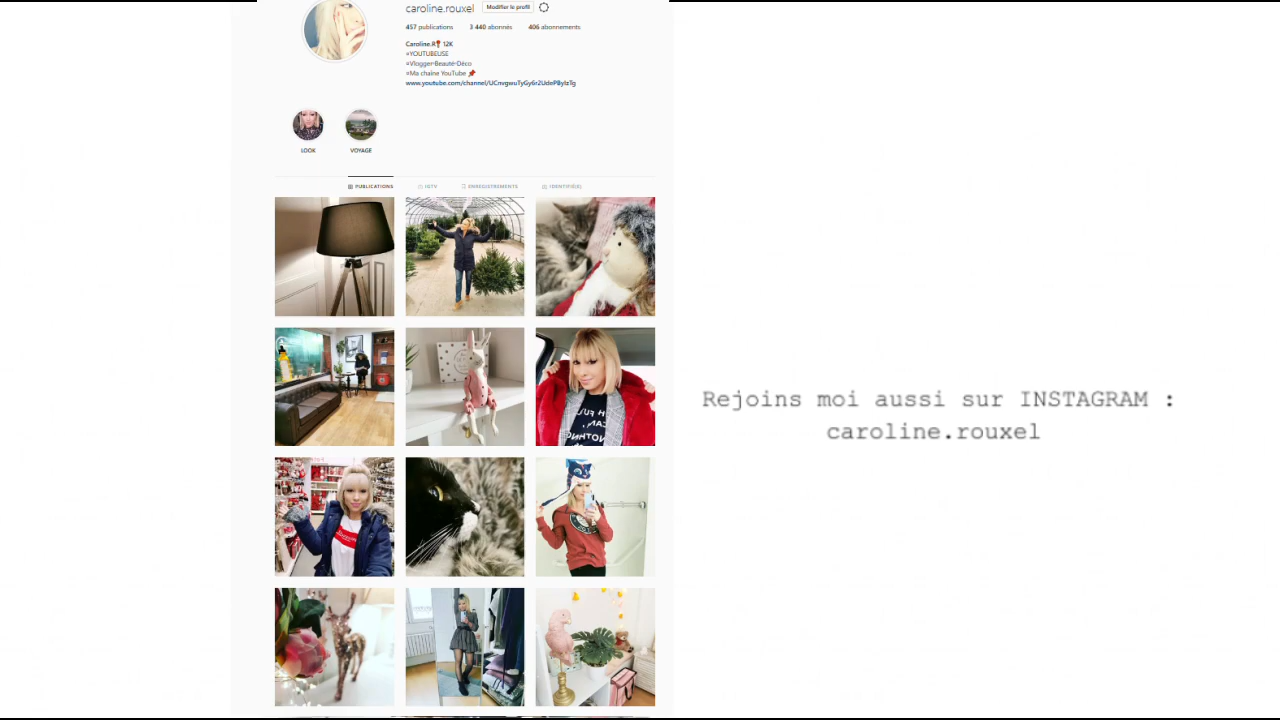 caroline.rouxel Modifier le profil
457 publications 3 440 abonnés 406 abonnements
Caroline.R🎈 12K
¤YOUTUBEUSE
¤Vlogger-Beauté-Déco
¤Ma chaîne YouTube 📌
LOOK VOYAGE
PUBLICATIONS IGTV ENREGISTREMENTS IDENTIFIÉ(E)
Rejoins moi aussi sur INSTAGRAM :
caroline.rouxel